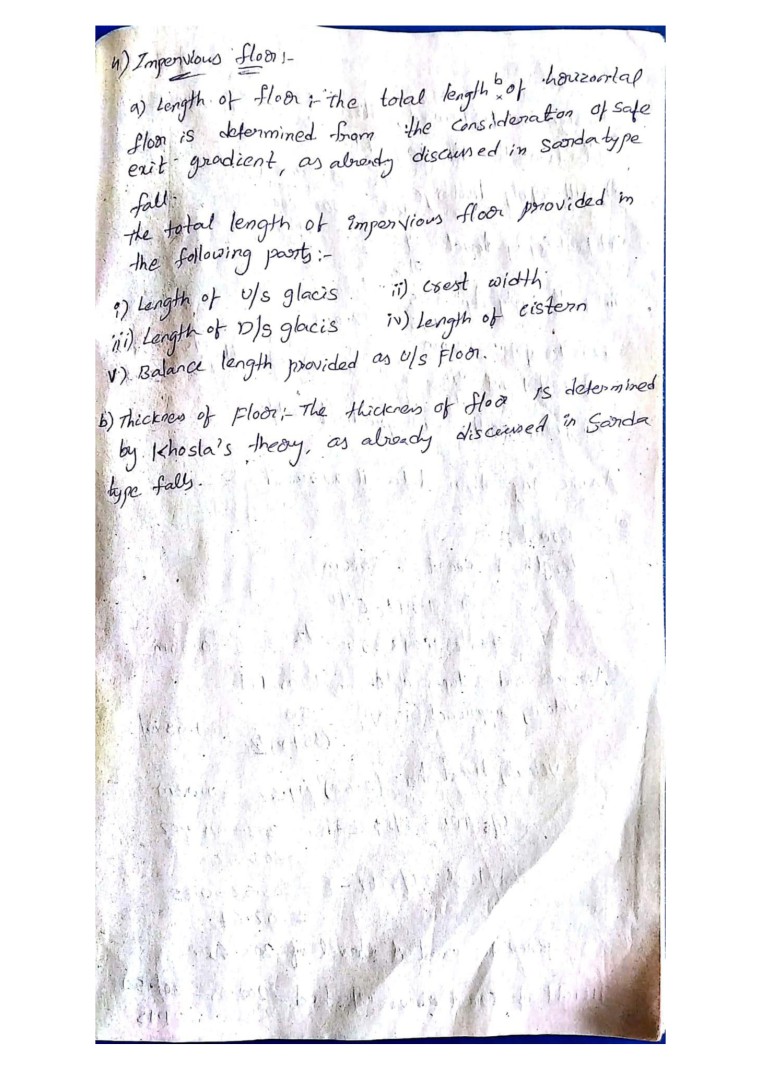 4) Impervious floor :-
a) Length of floor :- the total length b of horizontal
floor is determined from the consideration of safe
exit gradient, as already discussed in Sarda type
fall.
the total length of impervious floor provided in
the following parts :-
i) Length of U/s glacis ii) crest width
iii) Length of D/s glacis iv) Length of cistern
v) Balance length provided as U/s Floor.
b) Thickness of Floor :- The thickness of floor is determined
by Khosla's theory, as already discussed in Sarda
type falls.